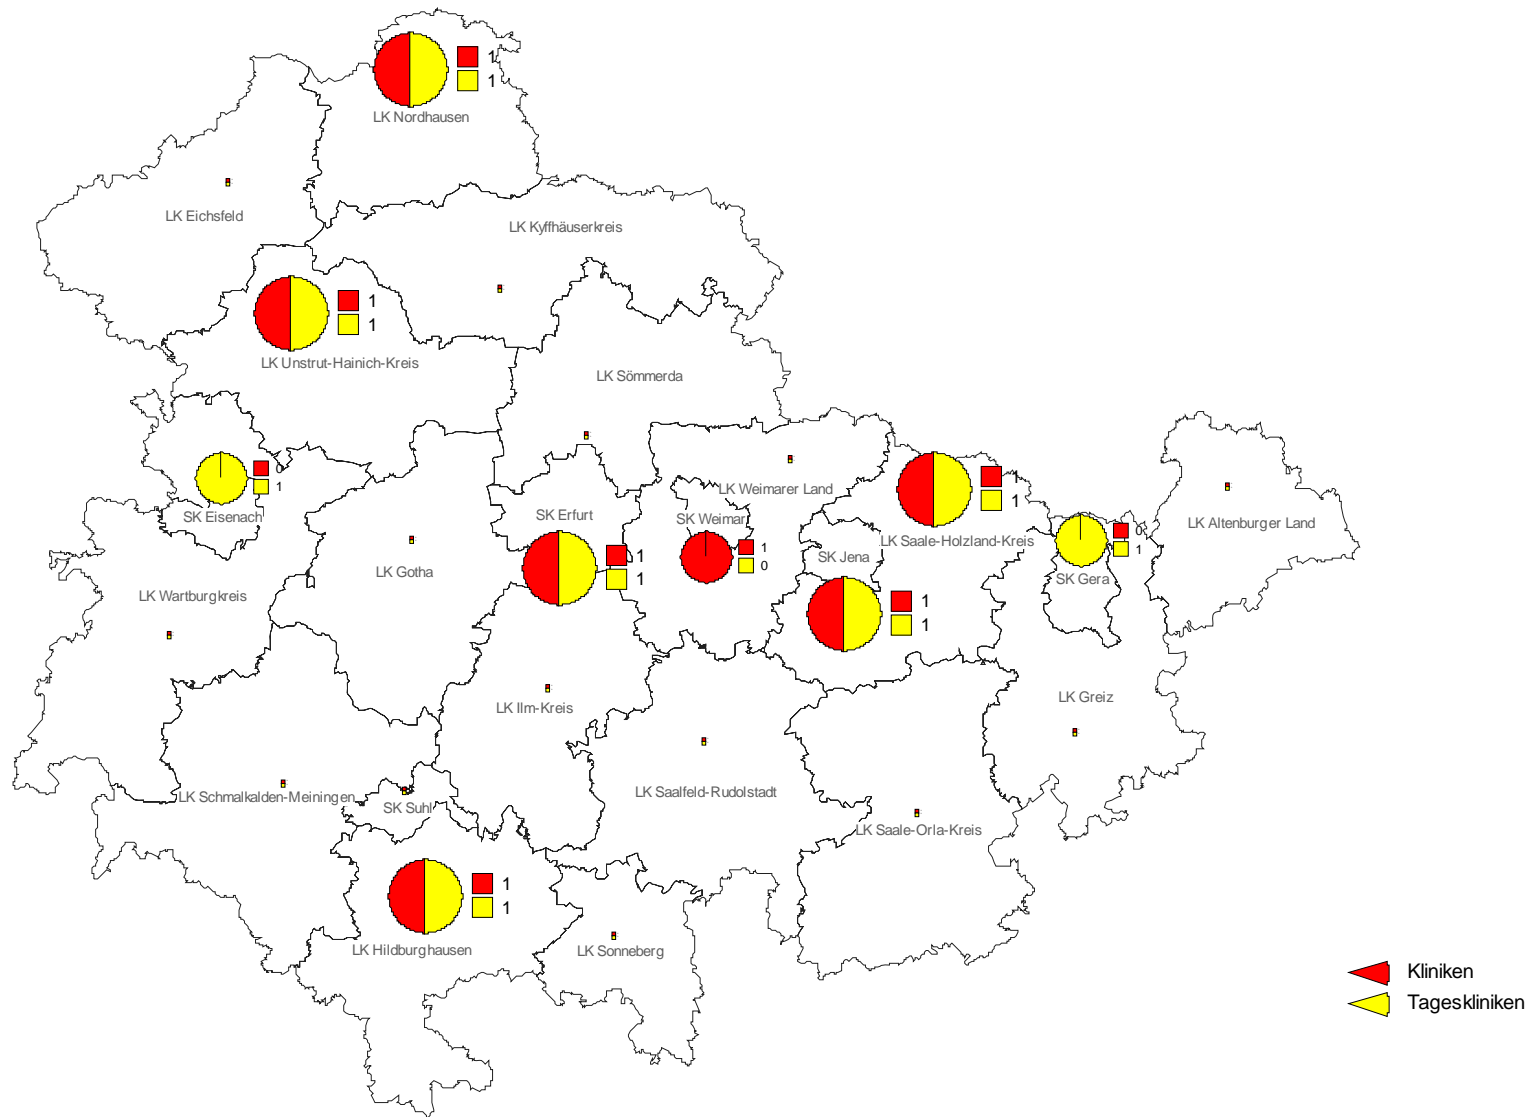 1
1
LK Nordhausen
LK Eichsfeld
LK Kyffhäuserkreis
1
1
LK Unstrut-Hainich-Kreis
LK Sömmerda
0
1
SK Eisenach
LK Weimarer Land
1
1
LK Saale-Holzland-Kreis
LK Altenburger Land
SK Erfurt
1
1
SK Weimar
1
0
SK Jena
1
1
0
1
SK Gera
LK Gotha
LK Wartburgkreis
LK Ilm-Kreis
LK Greiz
LK Schmalkalden-Meiningen
SK Suhl
LK Saalfeld-Rudolstadt
LK Saale-Orla-Kreis
1
1
LK Hildburghausen
LK Sonneberg
Kliniken
Tageskliniken